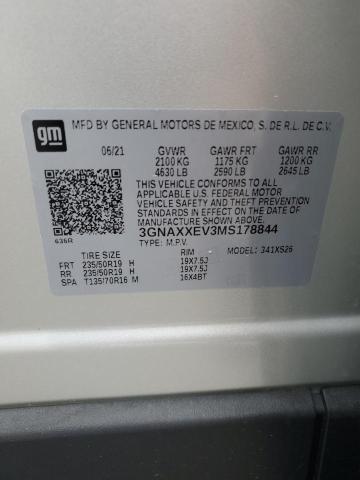 gm
MFD BY GENERAL MOTORS DE MEXICO, S. DE R.L. DE C.V.
06/21 GVWR GAWR FRT GAWR RR
2100 KG 1175 KG 1200 KG
4630 LB 2590 LB 2645 LB
THIS VEHICLE CONFORMS TO ALL
APPLICABLE U.S. FEDERAL MOTOR
VEHICLE SAFETY AND THEFT PREVENTION
STANDARDS IN EFFECT ON THE DATE OF
MANUFACTURE SHOWN ABOVE.
3GNAXXEV3MS178844
636R TYPE: M.P.V. MODEL: 341XS26
TIRE SIZE RIM
FRT 235/50R19 H 19X7.5J
RR 235/50R19 H 19X7.5J
SPA T135/70R16 M 16X4BT